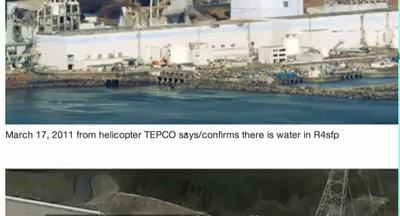 March 17, 2011 from helicopter TEPCO says/confirms there is water in R4sfp